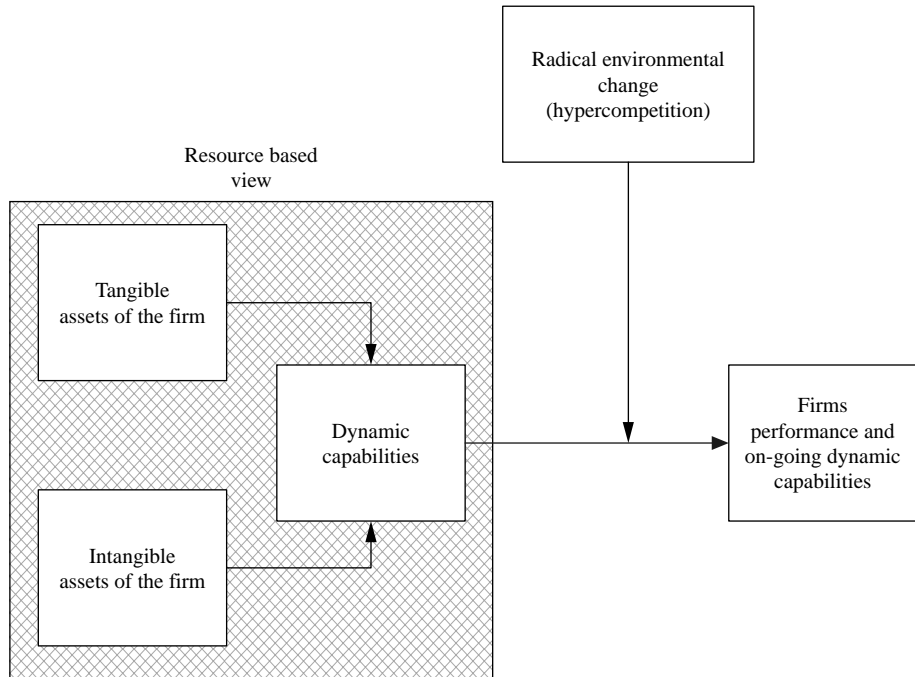 Radical environmental
change
(hypercompetition)
Resource based
view
Tangible
assets of the firm
Dynamic
capabilities
Firms
performance and
on-going dynamic
capabilities
Intangible
assets of the firm